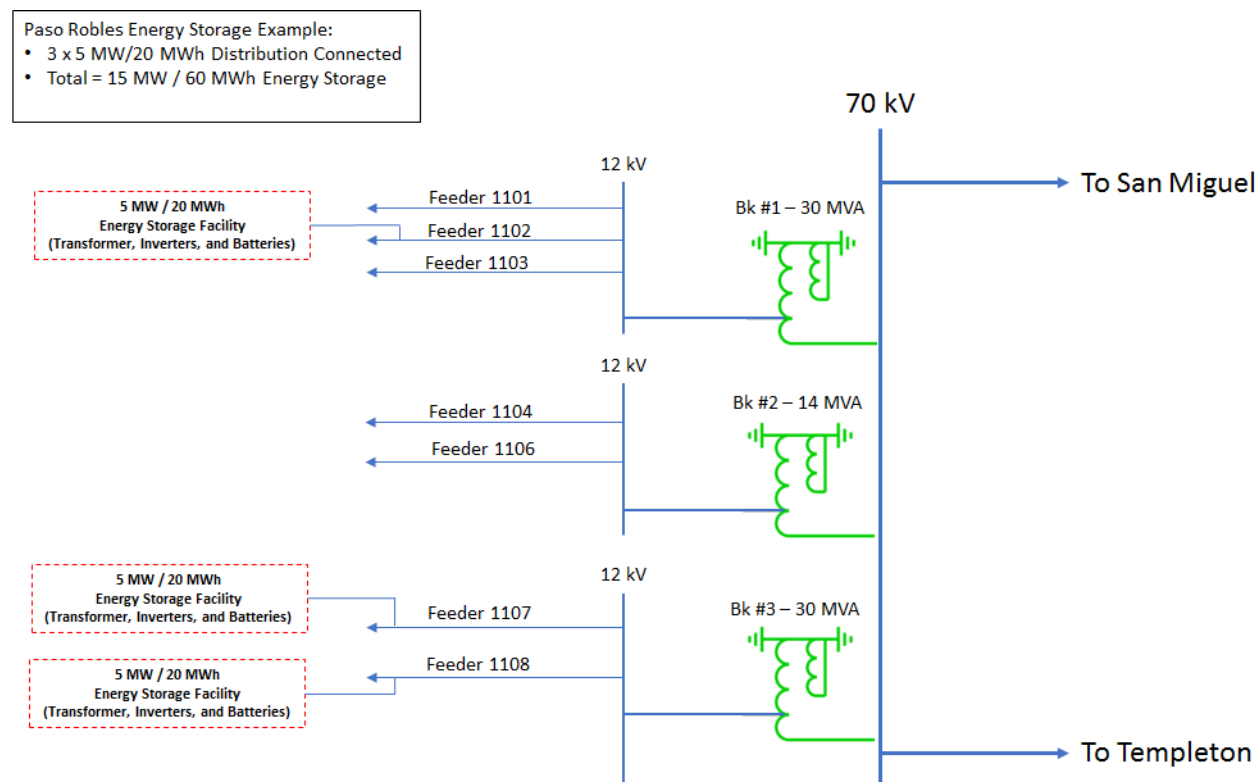 Paso Robles Energy Storage Example:
• 3 x 5 MW/20 MWh Distribution Connected
• Total = 15 MW / 60 MWh Energy Storage
70 kV
To San Miguel
12 kV
Bk #1 – 30 MVA
Feeder 1101
Feeder 1102
Feeder 1103
5 MW / 20 MWh
Energy Storage Facility
(Transformer, Inverters, and Batteries)
12 kV
Bk #2 – 14 MVA
Feeder 1104
Feeder 1106
12 kV
Bk #3 – 30 MVA
5 MW / 20 MWh
Energy Storage Facility
(Transformer, Inverters, and Batteries)
Feeder 1107
Feeder 1108
5 MW / 20 MWh
Energy Storage Facility
(Transformer, Inverters, and Batteries)
To Templeton